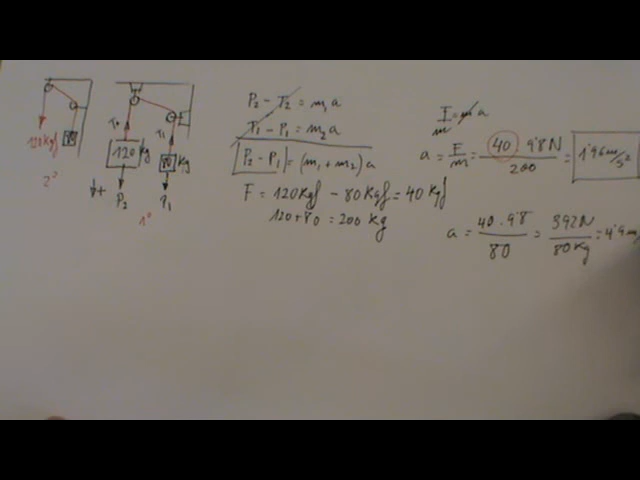 120 Kgf
80
2º
T2
T1
120 kg
80 kg
+
P2
P1
1º
P2 - T2 = m1 a
T1 - P1 = m2 a
P2 - P1 = (m1 + m2) a
F = 120 Kgf - 80 Kgf = 40 Kgf
120 + 80 = 200 Kg
F = m a
m
a = F/m = 40 · 9'8 N / 200 = 1'96 m/s²
a = 40 · 9'8 / 80 = 392 N / 80 Kg = 4'9 m